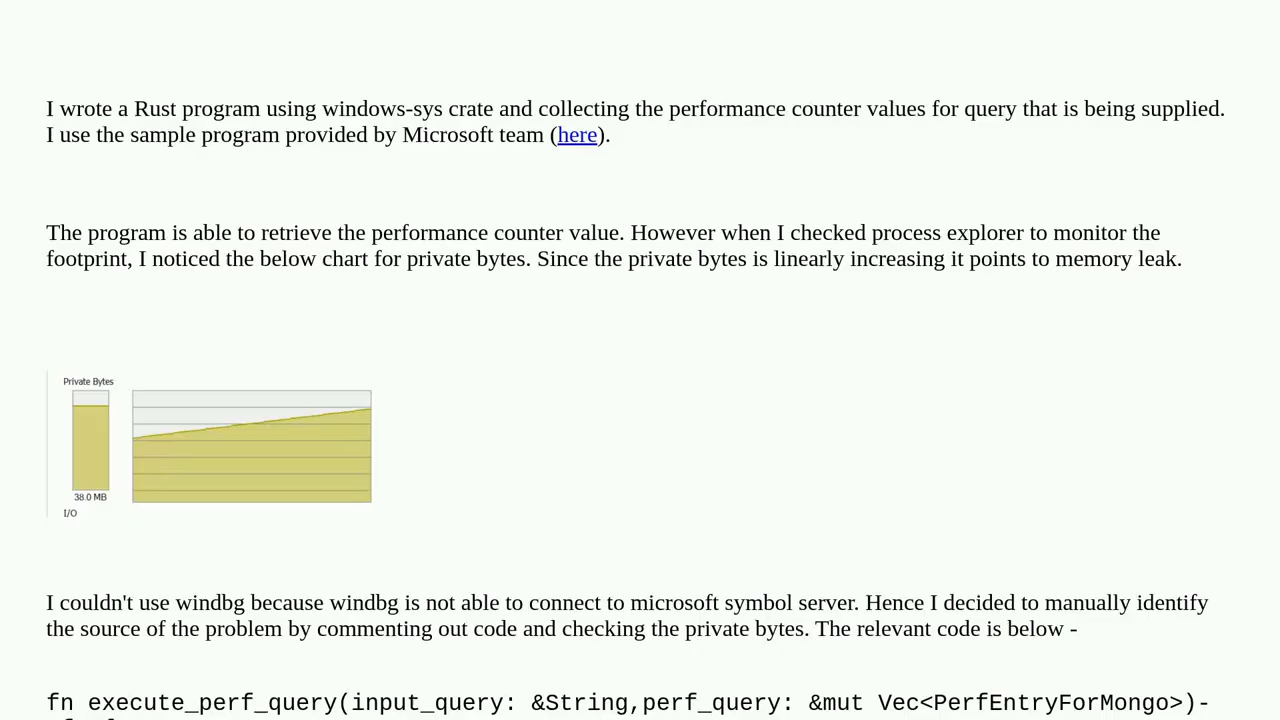 I wrote a Rust program using windows-sys crate and collecting the performance counter values for query that is being supplied.
I use the sample program provided by Microsoft team (here).
The program is able to retrieve the performance counter value. However when I checked process explorer to monitor the
footprint, I noticed the below chart for private bytes. Since the private bytes is linearly increasing it points to memory leak.
Private Bytes
38.0 MB
I/O
I couldn't use windbg because windbg is not able to connect to microsoft symbol server. Hence I decided to manually identify
the source of the problem by commenting out code and checking the private bytes. The relevant code is below -
fn execute_perf_query(input_query: &String,perf_query: &mut Vec<PerfEntryForMongo>)-